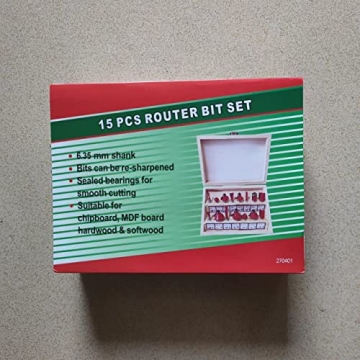 15 PCS ROUTER BIT SET
• 6.35 mm shank
• Bits can be re-sharpened
• Sealed bearings for
smooth cutting
• Suitable for
chipboard, MDF board
hardwood & softwood
270401